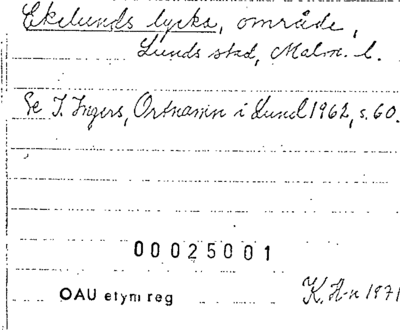 Ekelunds lycka, område,
Lunds stad, Malm. l.
Se I. Ingers, Ortnamn i Lund 1962, s. 60.
00025001
OAU etym reg
K. H-n 1971